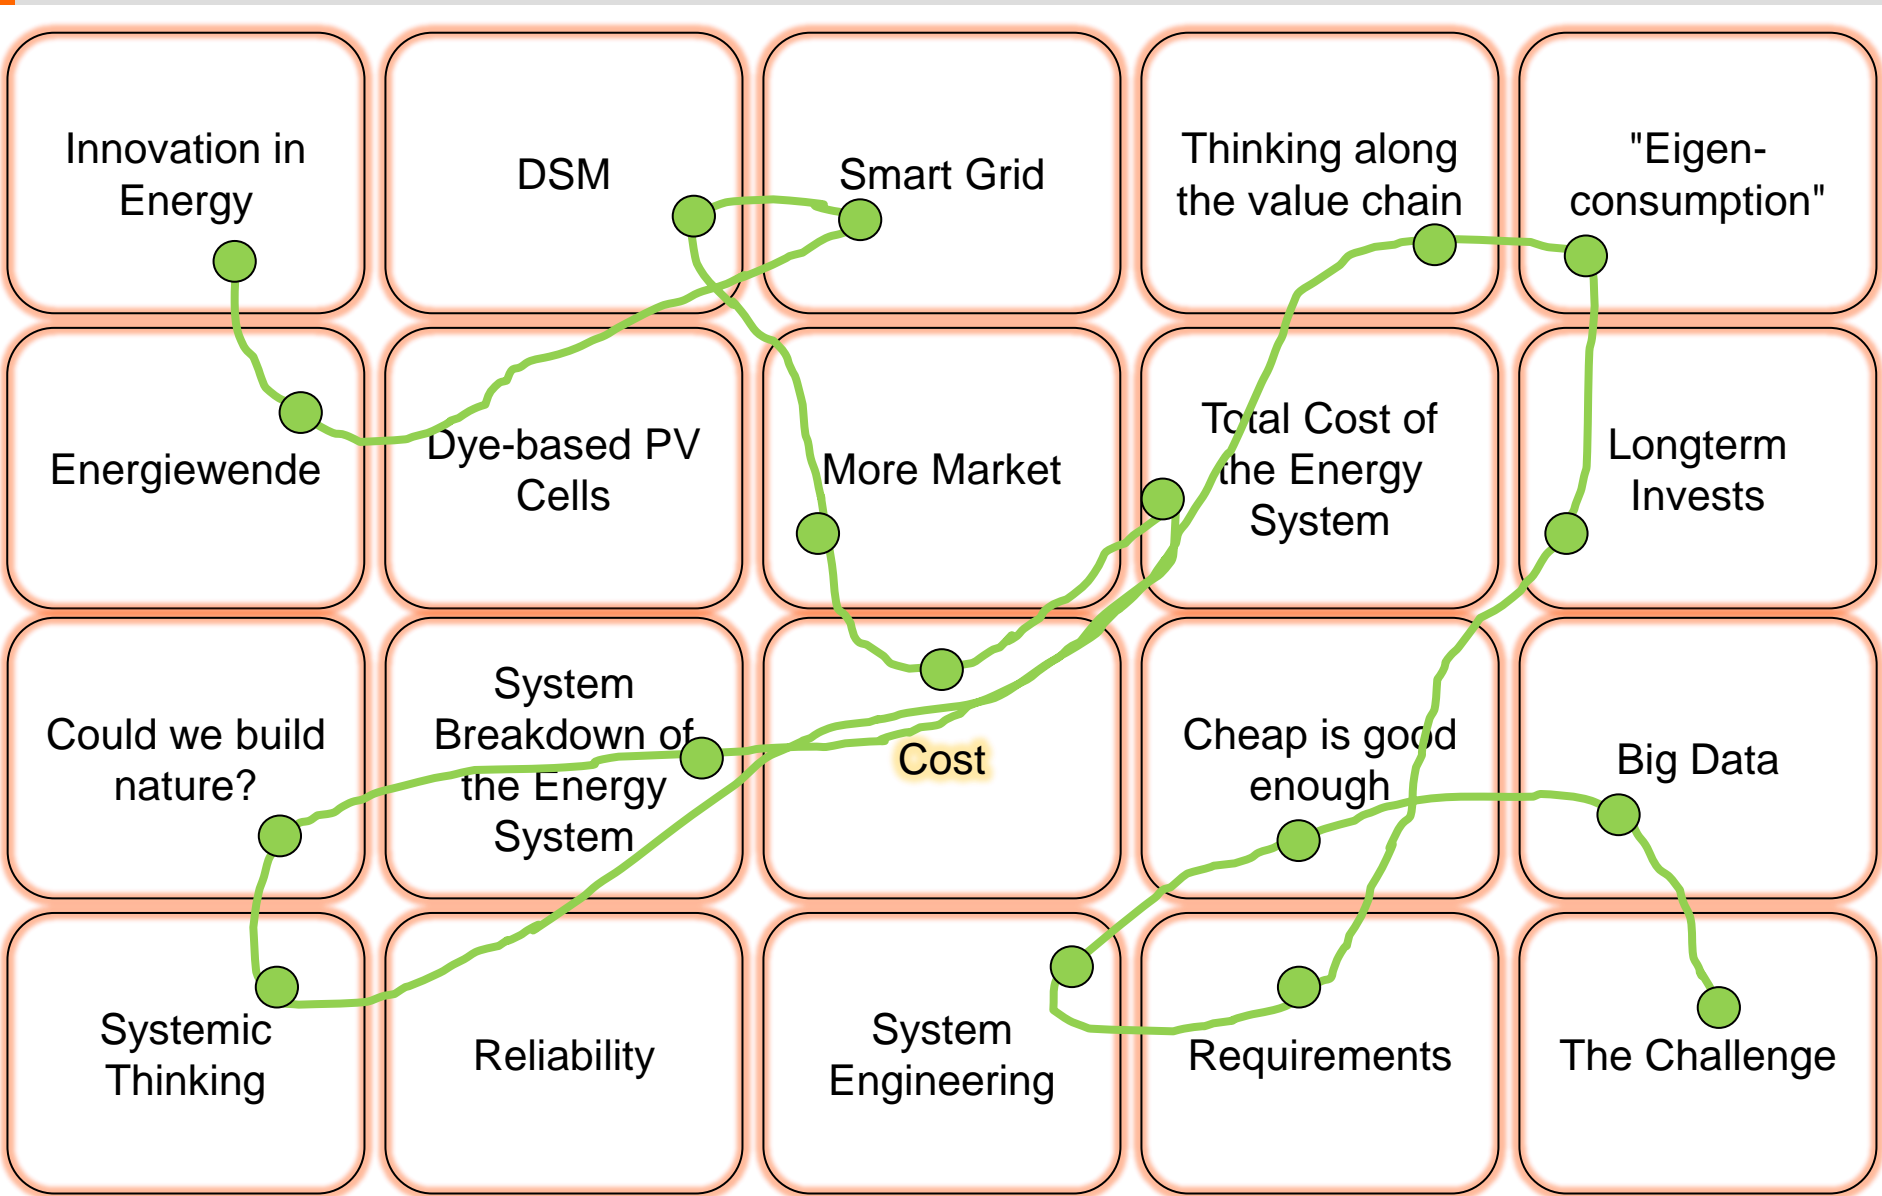 Innovation in
Energy
DSM
Smart Grid
Thinking along
the value chain
"Eigen-
consumption"
Energiewende
Dye-based PV
Cells
More Market
Total Cost of
the Energy
System
Longterm
Invests
Could we build
nature?
System
Breakdown of
the Energy
System
Cost
Cheap is good
enough
Big Data
Systemic
Thinking
Reliability
System
Engineering
Requirements
The Challenge